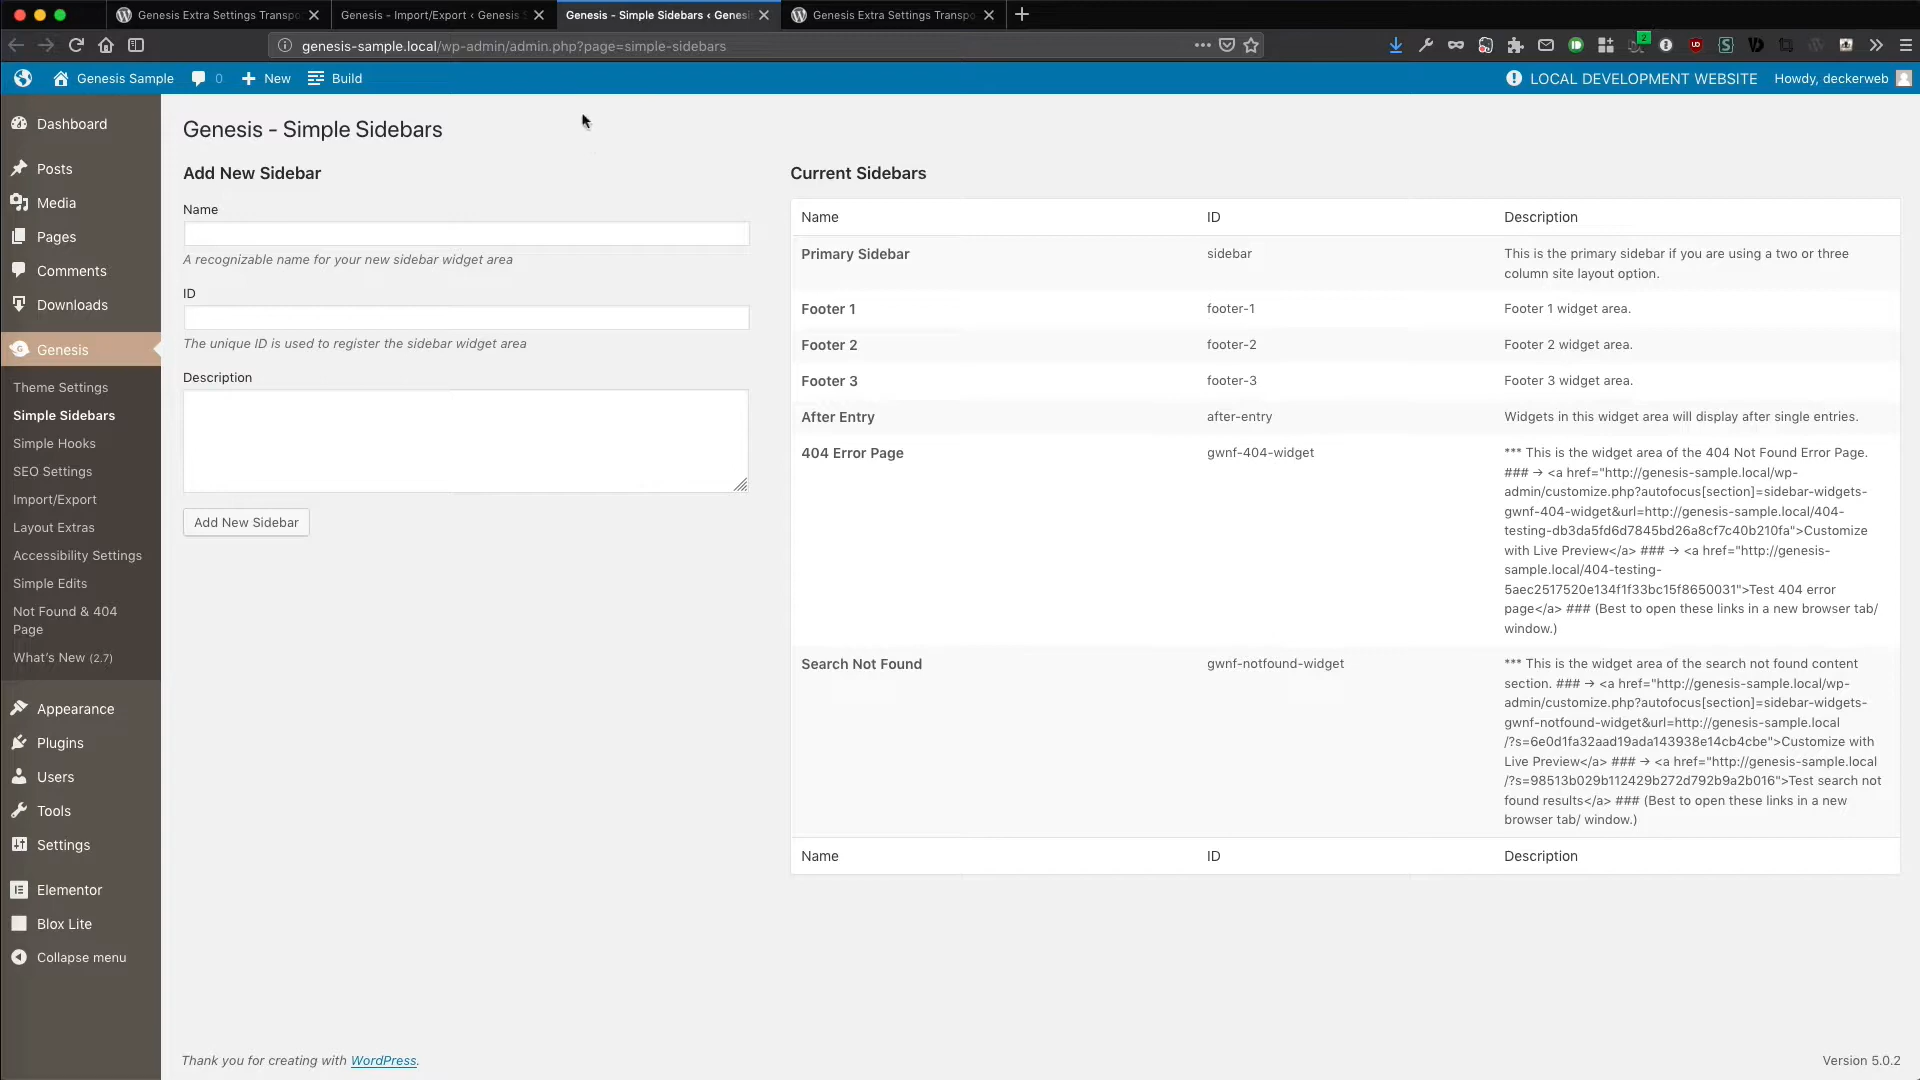 Genesis Extra Settings Transpo
Genesis - Import/Export ‹ Genesis S
Genesis - Simple Sidebars ‹ Genesi
Genesis Extra Settings Transpo
genesis-sample.local/wp-admin/admin.php?page=simple-sidebars
2
Genesis Sample
0
New
Build
LOCAL DEVELOPMENT WEBSITE
Howdy, deckerweb
Dashboard
Posts
Media
Pages
Comments
Downloads
Genesis
Theme Settings
Simple Sidebars
Simple Hooks
SEO Settings
Import/Export
Layout Extras
Accessibility Settings
Simple Edits
Not Found & 404
Page
What's New (2.7)
Appearance
Plugins
Users
Tools
Settings
Elementor
Blox Lite
Collapse menu
Genesis - Simple Sidebars
Add New Sidebar
Name
A recognizable name for your new sidebar widget area
ID
The unique ID is used to register the sidebar widget area
Description
Add New Sidebar
Current Sidebars
Name ID Description
Primary Sidebar sidebar This is the primary sidebar if you are using a two or three
column site layout option.
Footer 1 footer-1 Footer 1 widget area.
Footer 2 footer-2 Footer 2 widget area.
Footer 3 footer-3 Footer 3 widget area.
After Entry after-entry Widgets in this widget area will display after single entries.
404 Error Page gwnf-404-widget *** This is the widget area of the 404 Not Found Error Page.
### → <a href="http://genesis-sample.local/wp-
admin/customize.php?autofocus[section]=sidebar-widgets-
gwnf-404-widget&url=http://genesis-sample.local/404-
testing-db3da5fd6d7845bd26a8cf7c40b210fa">Customize
with Live Preview</a> ### → <a href="http://genesis-
sample.local/404-testing-
5aec2517520e134f1f33bc15f8650031">Test 404 error
page</a> ### (Best to open these links in a new browser tab/
window.)
Search Not Found gwnf-notfound-widget *** This is the widget area of the search not found content
section. ### → <a href="http://genesis-sample.local/wp-
admin/customize.php?autofocus[section]=sidebar-widgets-
gwnf-notfound-widget&url=http://genesis-sample.local
/?s=6e0d1fa32aad19ada143938e14cb4cbe">Customize with
Live Preview</a> ### → <a href="http://genesis-sample.local
/?s=98513b029b112429b272d792b9a2b016">Test search not
found results</a> ### (Best to open these links in a new
browser tab/ window.)
Name ID Description
Thank you for creating with WordPress.
Version 5.0.2